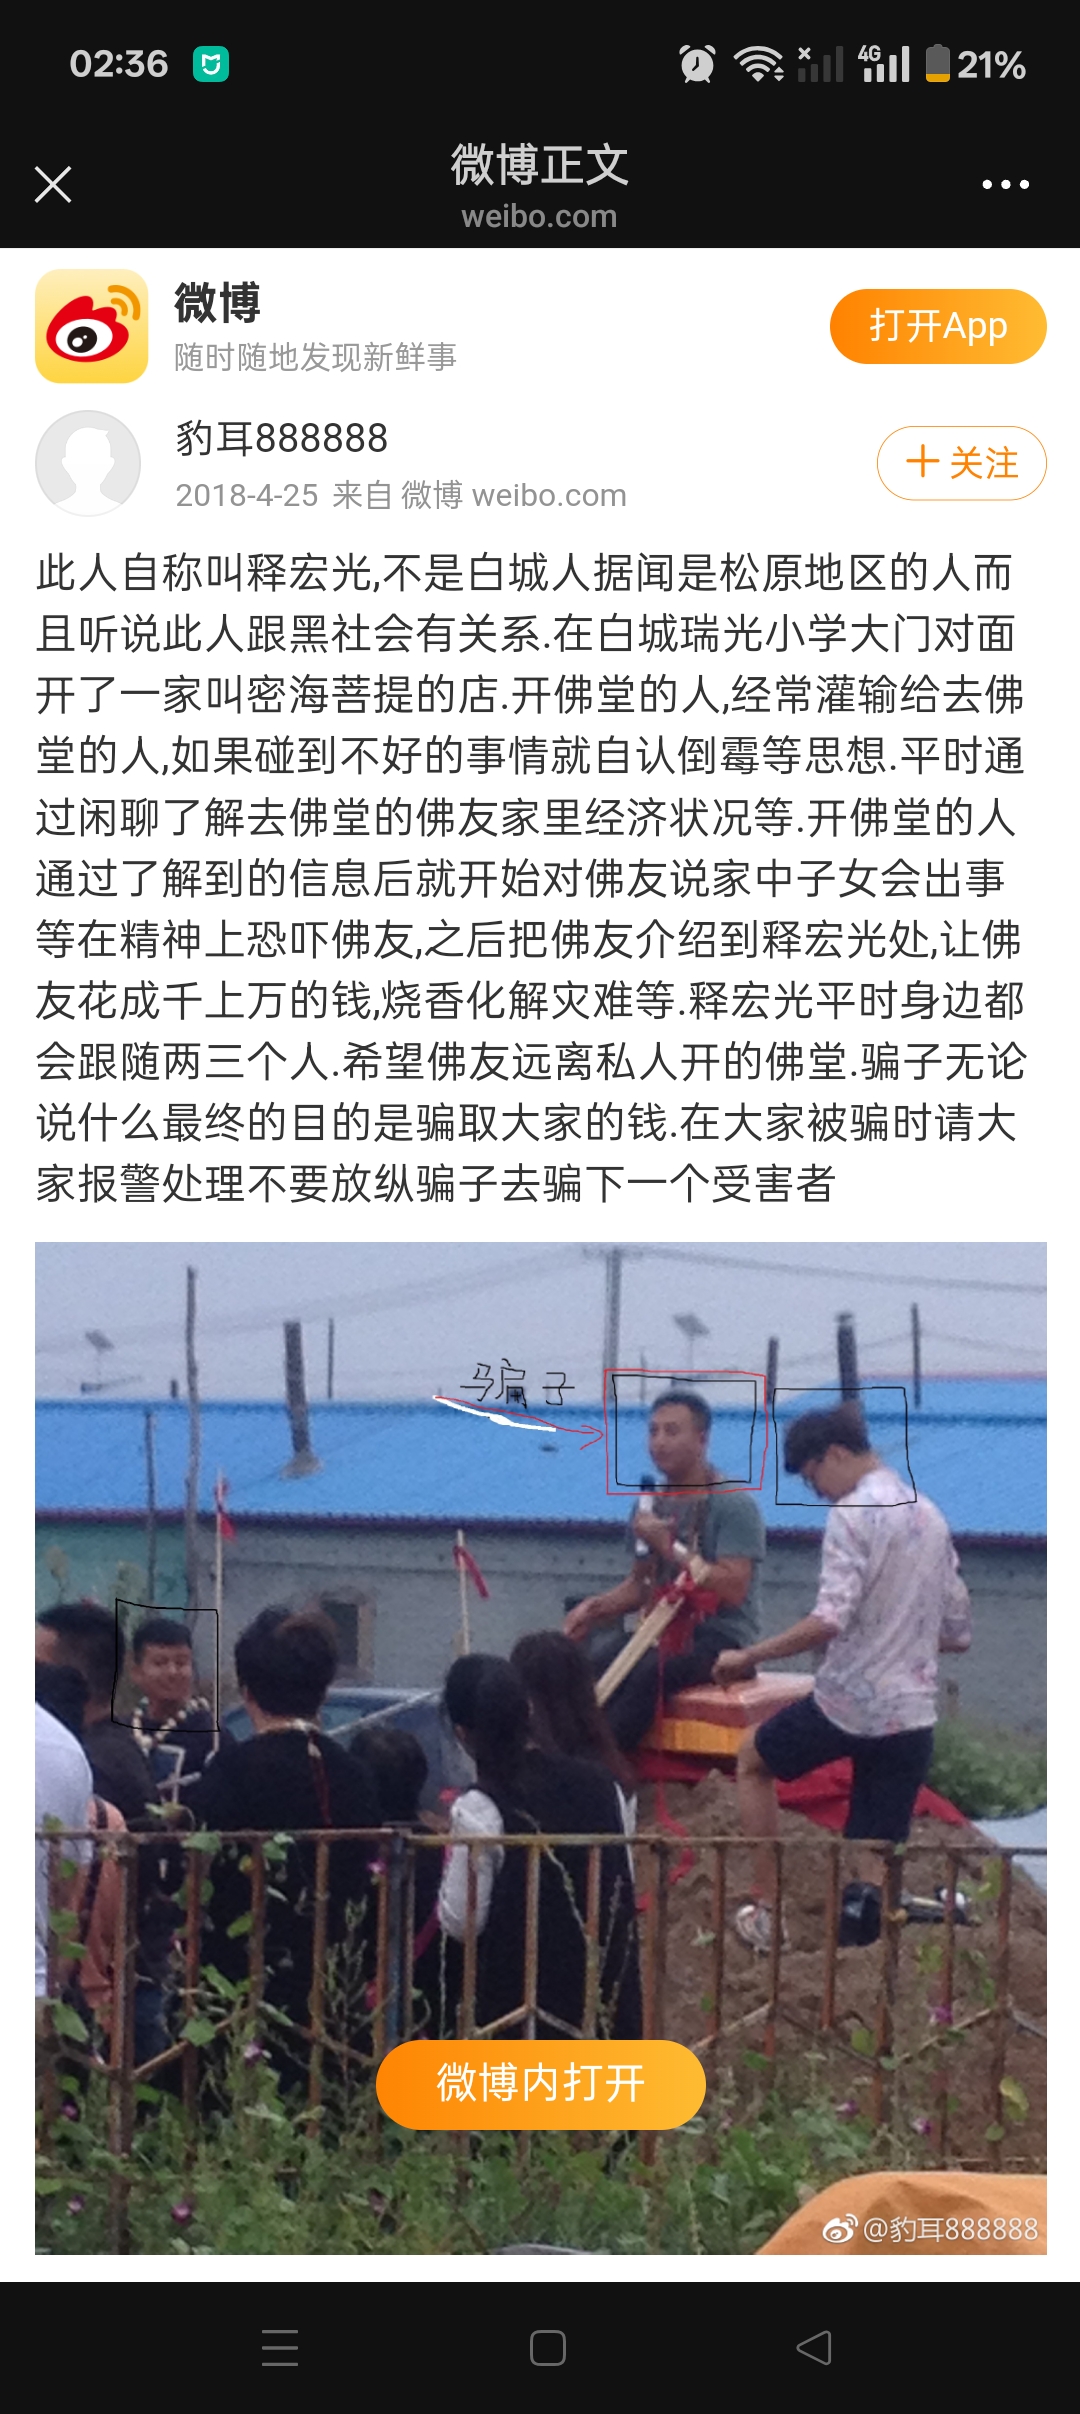 02:36
4G
21%
微博正文
weibo.com
微博
随时随地发现新鲜事
打开App
豹耳888888
2018-4-25 来自 微博 weibo.com
关注
此人自称叫释宏光,不是白城人据闻是松原地区的人而
且听说此人跟黑社会有关系.在白城瑞光小学大门对面
开了一家叫密海菩提的店.开佛堂的人,经常灌输给去佛
堂的人,如果碰到不好的事情就自认倒霉等思想.平时通
过闲聊了解去佛堂的佛友家里经济状况等.开佛堂的人
通过了解到的信息后就开始对佛友说家中子女会出事
等在精神上恐吓佛友,之后把佛友介绍到释宏光处,让佛
友花成千上万的钱,烧香化解灾难等.释宏光平时身边都
会跟随两三个人.希望佛友远离私人开的佛堂.骗子无论
说什么最终的目的是骗取大家的钱.在大家被骗时请大
家报警处理不要放纵骗子去骗下一个受害者
骗子
微博内打开
@豹耳888888